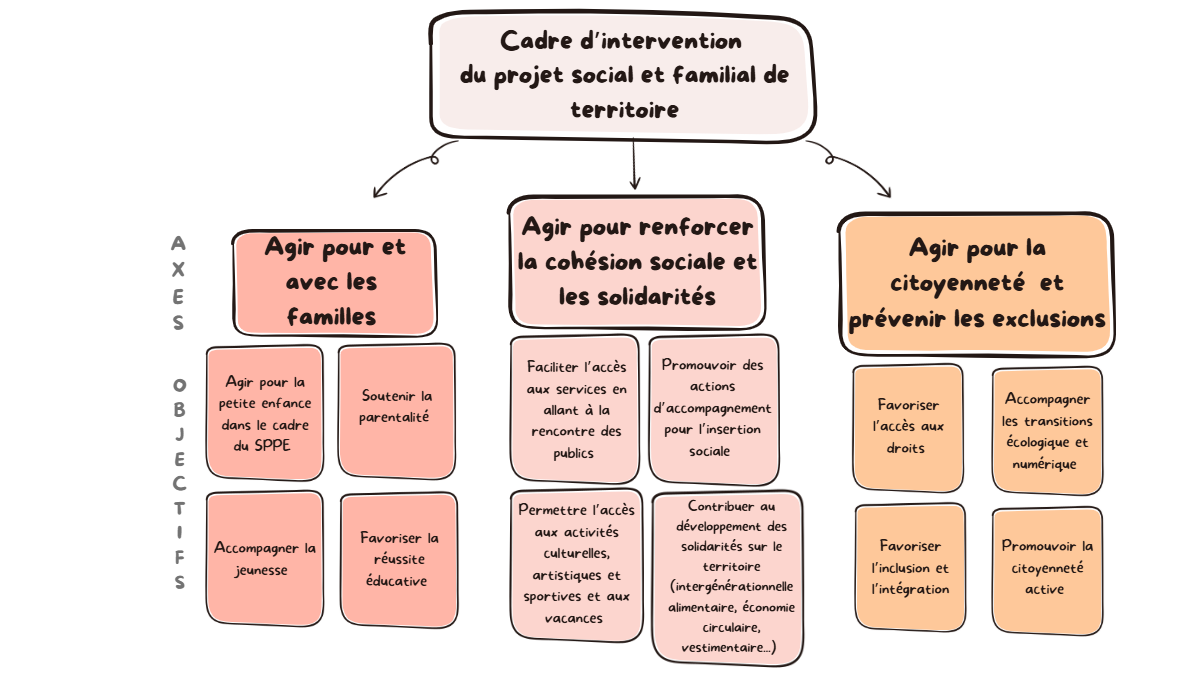 Cadre d'intervention
du projet social et familial de
territoire
AXES
Agir pour et
avec les
familles
Agir pour renforcer
la cohésion sociale et
les solidarités
Agir pour la
citoyenneté et
prévenir les exclusions
OBJECTIFS
Agir pour la
petite enfance
dans le cadre
du SPPE
Soutenir la
parentalité
Accompagner la
jeunesse
Favoriser la
réussite
éducative
Faciliter l'accès
aux services en
allant à la
rencontre des
publics
Promouvoir des
actions
d'accompagnement
pour l'insertion
sociale
Permettre l'accès
aux activités
culturelles,
artistiques et
sportives et aux
vacances
Contribuer au
développement des
solidarités sur le
territoire
(intergénérationnelle
alimentaire, économie
circulaire,
vestimentaire...)
Favoriser
l'accès aux
droits
Accompagner
les transitions
écologique et
numérique
Favoriser
l'inclusion et
l'intégration
Promouvoir la
citoyenneté
active